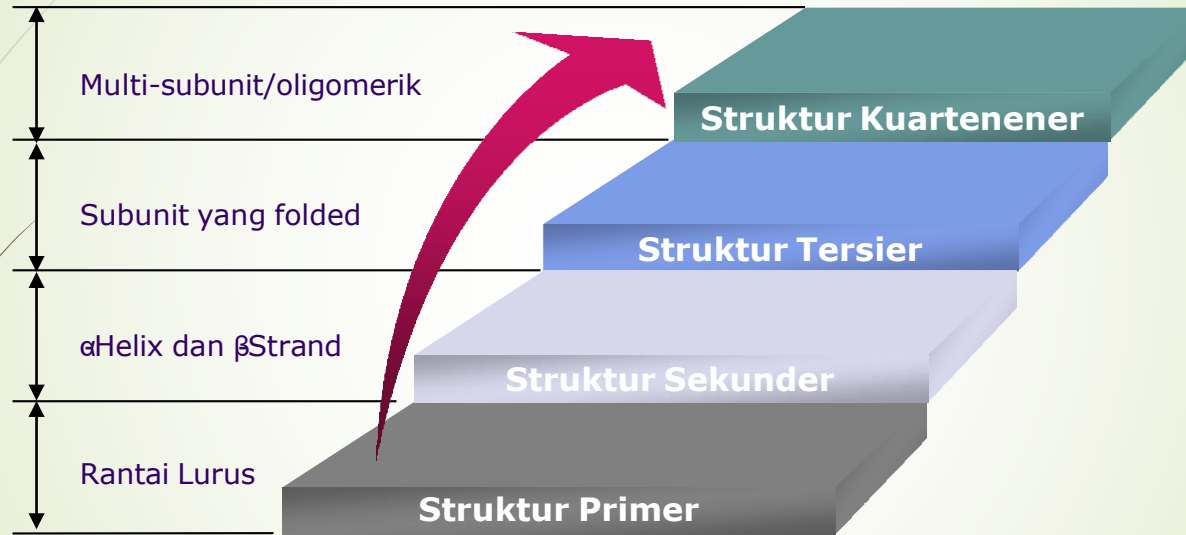 Multi-subunit/oligomerik
Struktur Kuartenener
Subunit yang folded
Struktur Tersier
αHelix dan βStrand
Struktur Sekunder
Rantai Lurus
Struktur Primer